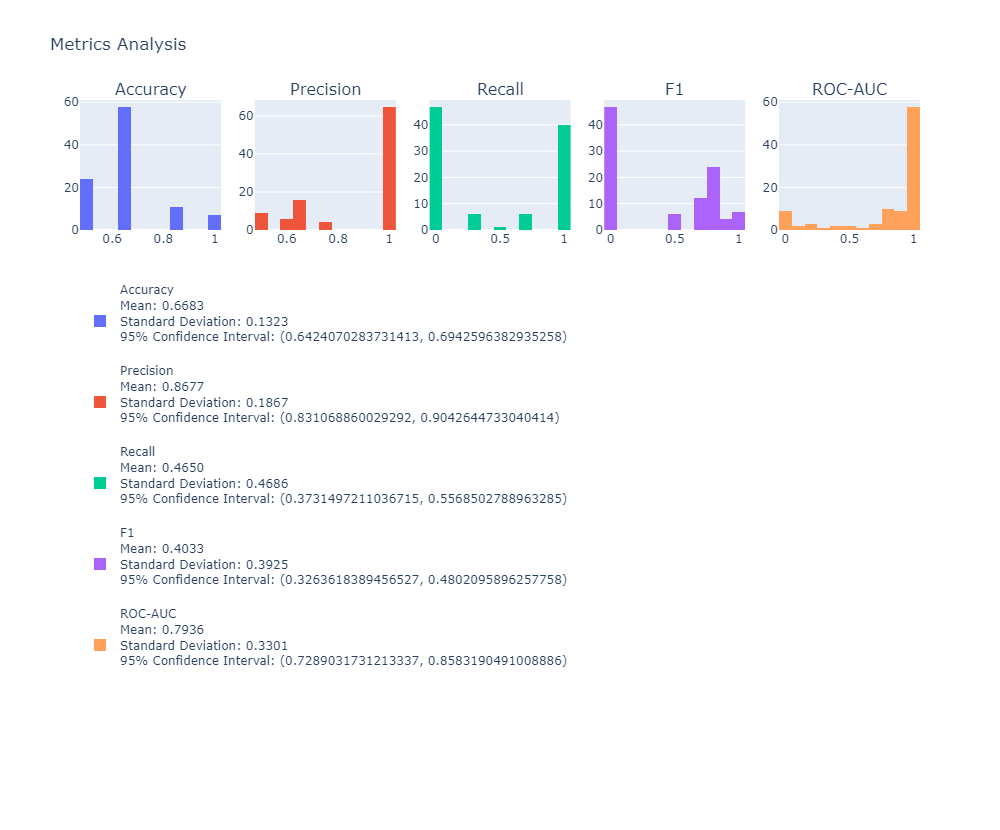 Metrics Analysis
Accuracy Precision Recall F1 ROC-AUC
60
40
20
0
0.6 0.8 1
60
40
20
0
0.6 0.8 1
40
30
20
10
0
0 0.5 1
40
30
20
10
0
0 0.5 1
60
40
20
0
0 0.5 1
Accuracy
Mean: 0.6683
Standard Deviation: 0.1323
95% Confidence Interval: (0.6424070283731413, 0.6942596382935258)
Precision
Mean: 0.8677
Standard Deviation: 0.1867
95% Confidence Interval: (0.831068860029292, 0.9042644733040414)
Recall
Mean: 0.4650
Standard Deviation: 0.4686
95% Confidence Interval: (0.3731497211036715, 0.5568502788963285)
F1
Mean: 0.4033
Standard Deviation: 0.3925
95% Confidence Interval: (0.3263618389456527, 0.4802095896257758)
ROC-AUC
Mean: 0.7936
Standard Deviation: 0.3301
95% Confidence Interval: (0.7289031731213337, 0.8583190491008886)